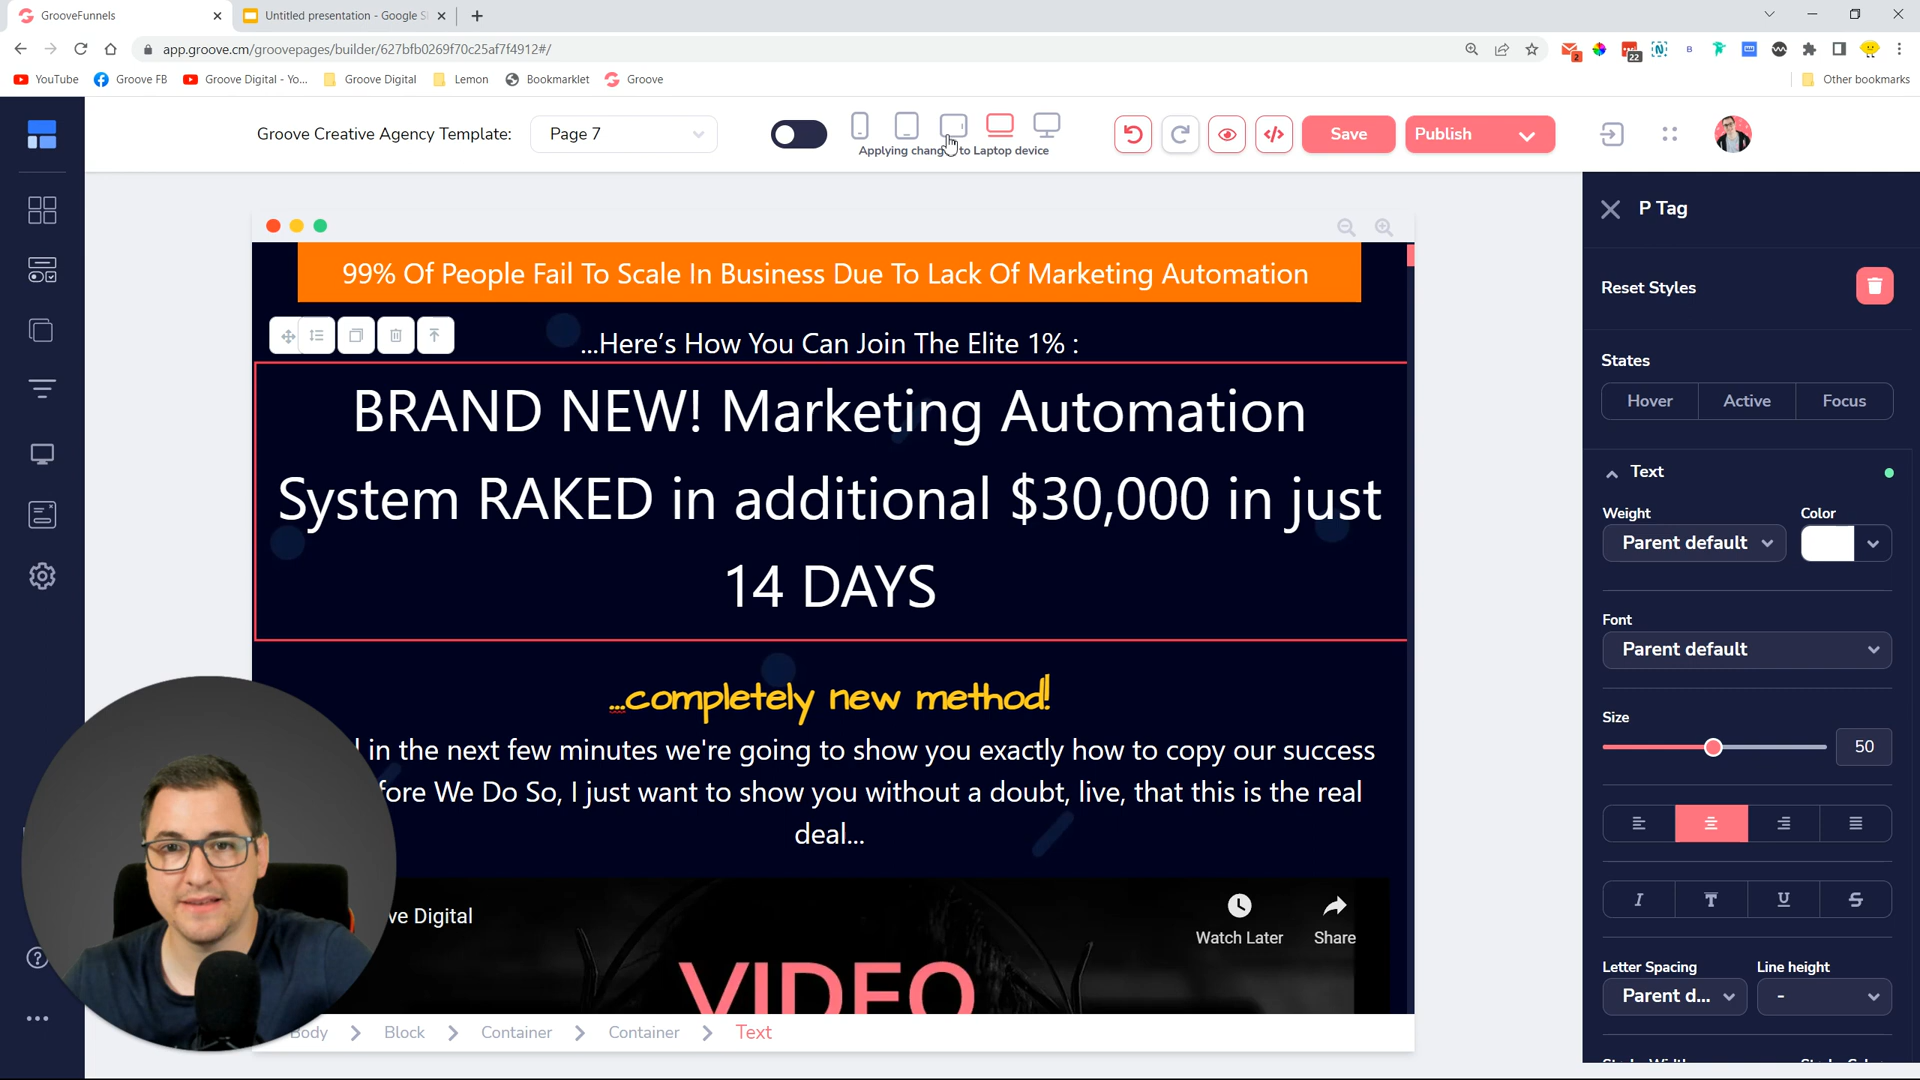 GrooveFunnels
Untitled presentation - Google S
app.groove.cm/groovepages/builder/627bfb0269f70c25af7f4912#/
2
22
YouTube
Groove FB
Groove Digital - Yo...
Groove Digital
Lemon
Bookmarklet
Groove
Other bookmarks
Groove Creative Agency Template:
Page 7
Applying to Laptop device
Save
Publish
P Tag
Reset Styles
States
Hover
Active
Focus
Text
Weight
Color
Parent default
Font
Parent default
Size
50
Letter Spacing
Line height
Parent d...
-
99% Of People Fail To Scale In Business Due To Lack Of Marketing Automation
...Here's How You Can Join The Elite 1% :
BRAND NEW! Marketing Automation
System RAKED in additional $30,000 in just
14 DAYS
...completely new method!
in the next few minutes we're going to show you exactly how to copy our success
fore We Do So, I just want to show you without a doubt, live, that this is the real
deal...
ve Digital
Watch Later
Share
VIDEO
Body
Block
Container
Container
Text